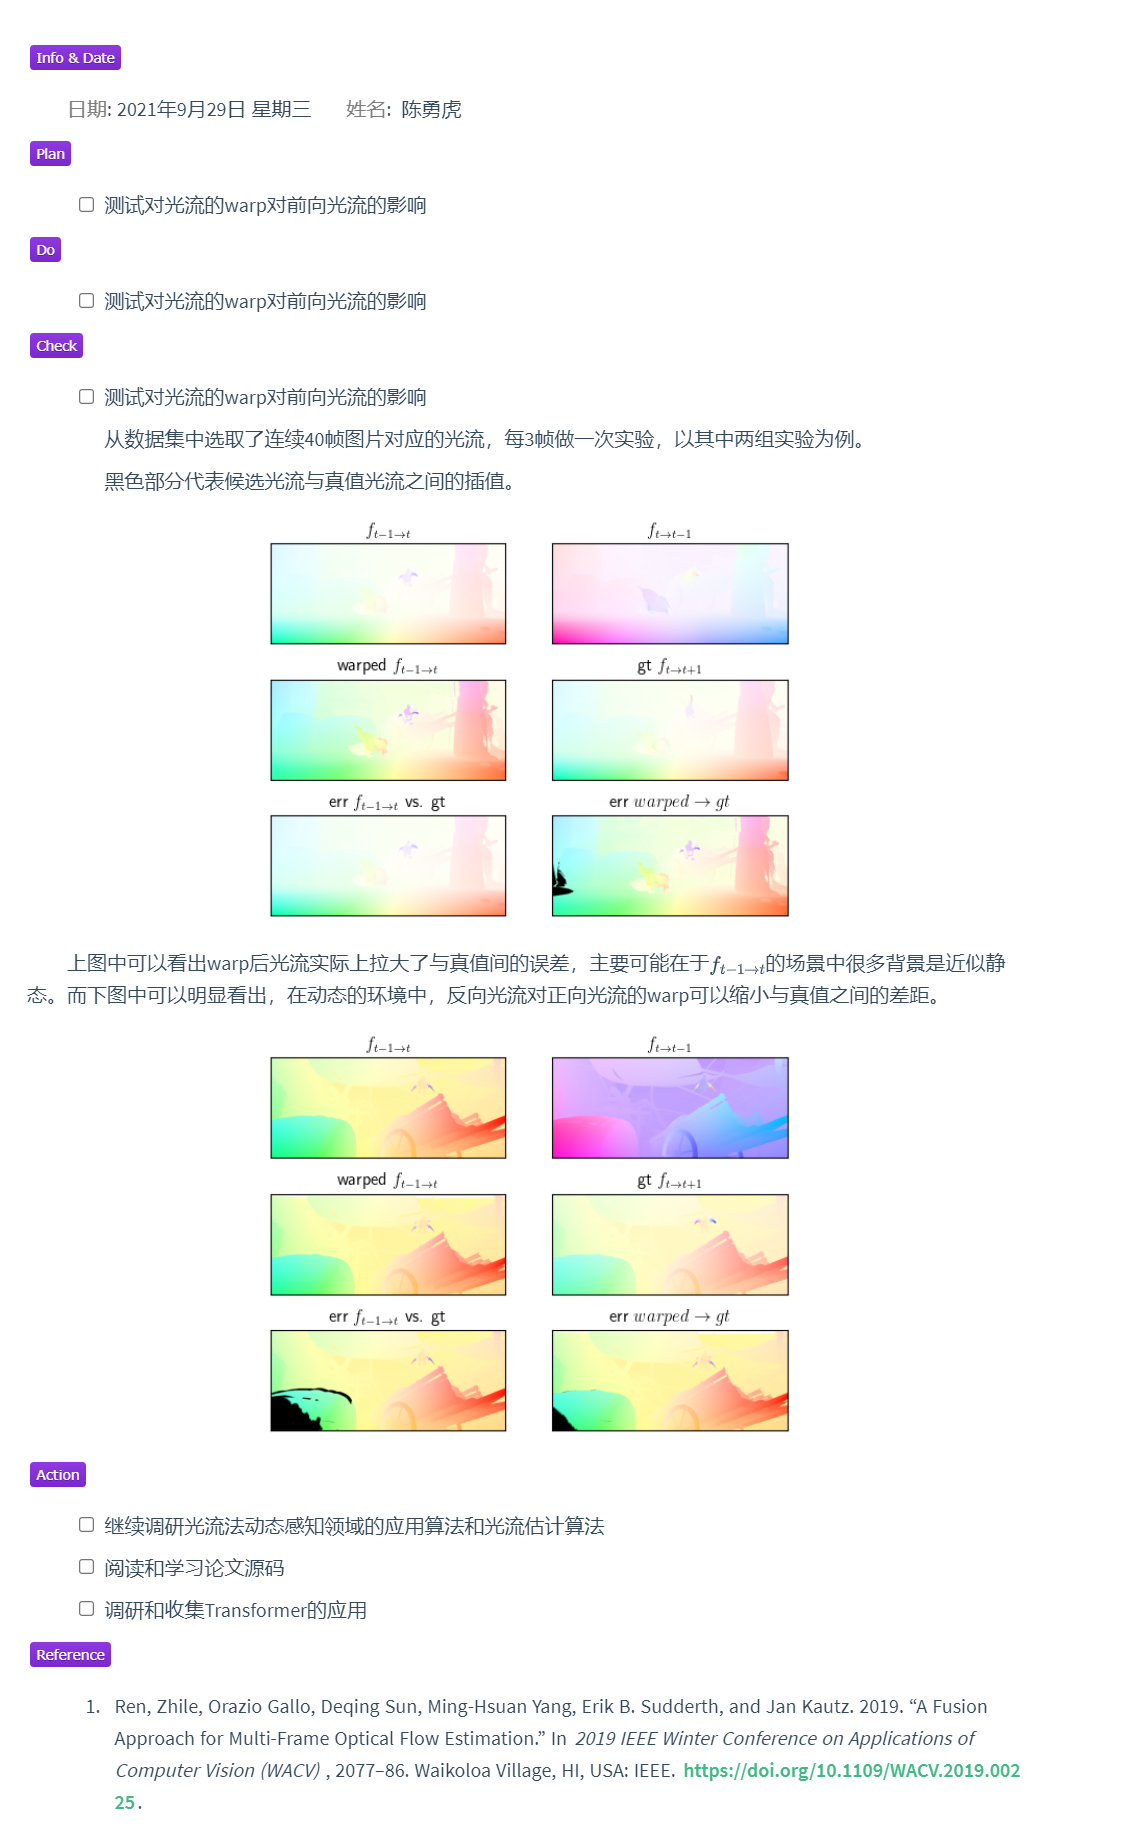 Info & Date
日期: 2021年9月29日 星期三 姓名: 陈勇虎
Plan
测试对光流的warp对前向光流的影响
Do
测试对光流的warp对前向光流的影响
Check
测试对光流的warp对前向光流的影响
从数据集中选取了连续40帧图片对应的光流，每3帧做一次实验，以其中两组实验为例。
黑色部分代表候选光流与真值光流之间的插值。
f_{t−1→t} f_{t→t−1}
warped f_{t−1→t} gt f_{t→t+1}
err f_{t−1→t} vs. gt err warped → gt
上图中可以看出warp后光流实际上拉大了与真值间的误差，主要可能在于f_{t−1→t}的场景中很多背景是近似静
态。而下图中可以明显看出，在动态的环境中，反向光流对正向光流的warp可以缩小与真值之间的差距。
f_{t−1→t} f_{t→t−1}
warped f_{t−1→t} gt f_{t→t+1}
err f_{t−1→t} vs. gt err warped → gt
Action
继续调研光流法动态感知领域的应用算法和光流估计算法
阅读和学习论文源码
调研和收集Transformer的应用
Reference
1. Ren, Zhile, Orazio Gallo, Deqing Sun, Ming-Hsuan Yang, Erik B. Sudderth, and Jan Kautz. 2019. “A Fusion
Approach for Multi-Frame Optical Flow Estimation.” In 2019 IEEE Winter Conference on Applications of
Computer Vision (WACV) , 2077–86. Waikoloa Village, HI, USA: IEEE. https://doi.org/10.1109/WACV.2019.002
25 .